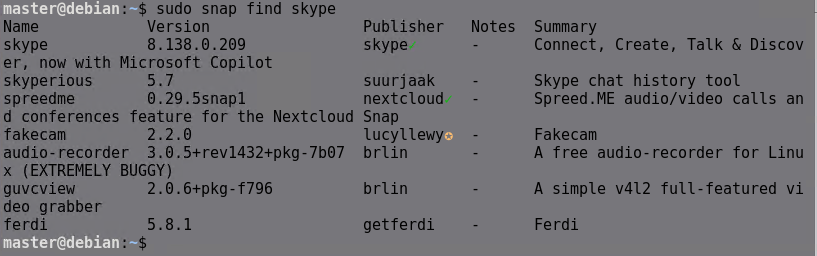 master@debian:~$ sudo snap find skype
Name Version Publisher Notes Summary
skype 8.138.0.209 skype✓ - Connect, Create, Talk & Discov
er, now with Microsoft Copilot
skyperious 5.7 suurjaak - Skype chat history tool
spreedme 0.29.5snap1 nextcloud✓ - Spreed.ME audio/video calls an
d conferences feature for the Nextcloud Snap
fakecam 2.2.0 lucyllewy✪ - Fakecam
audio-recorder 3.0.5+rev1432+pkg-7b07 brlin - A free audio-recorder for Linu
x (EXTREMELY BUGGY)
guvcview 2.0.6+pkg-f796 brlin - A simple v4l2 full-featured vi
deo grabber
ferdi 5.8.1 getferdi - Ferdi
master@debian:~$